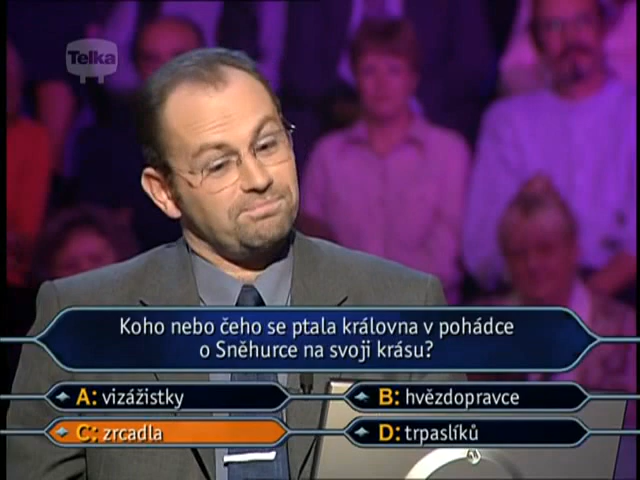 Telka
Koho nebo čeho se ptala královna v pohádce
o Sněhurce na svoji krásu?
A: vizážistky
B: hvězdopravce
C: zrcadla
D: trpaslíků